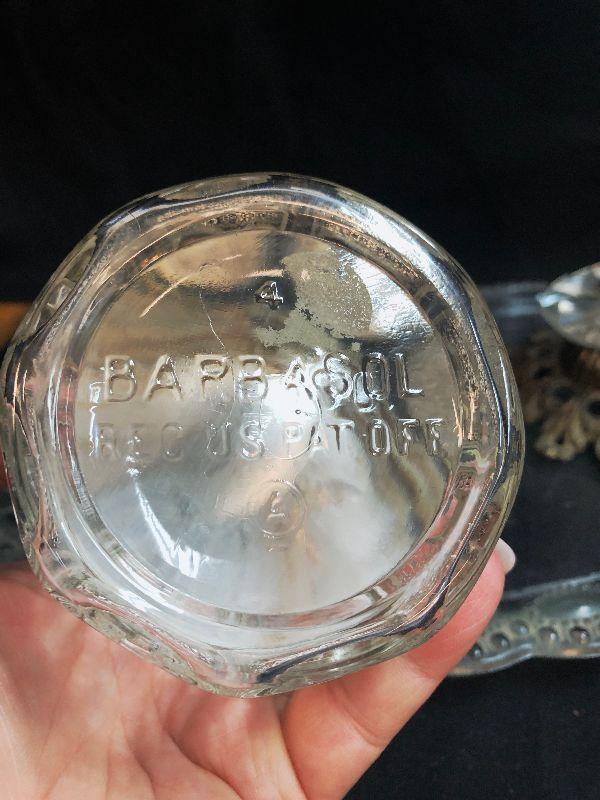 4
BARBASOL
REG US PAT OFF
A